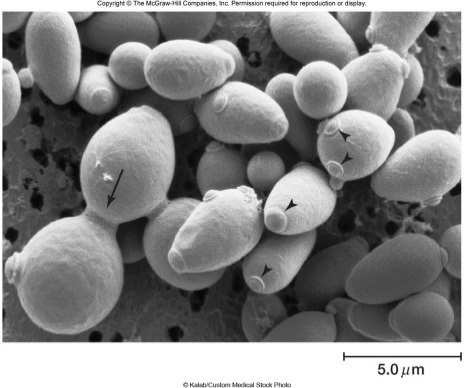 Copyright © The McGraw-Hill Companies, Inc. Permission required for reproduction or display.
5.0 μm
© Kalab/Custom Medical Stock Photo